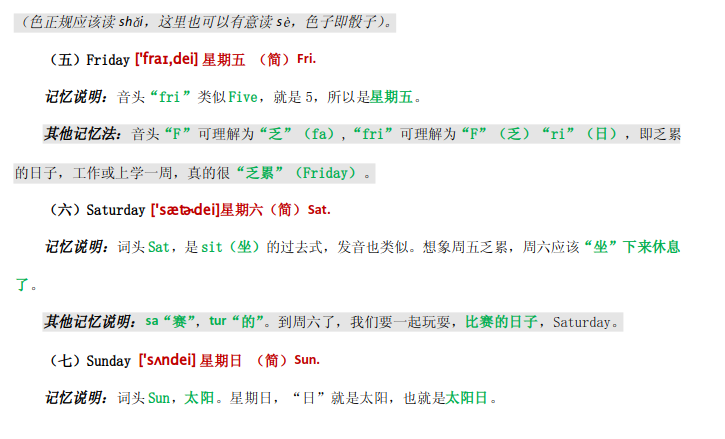 （色正规应该读 shǎi，这里也可以有意读 sè，色子即骰子）。
（五）Friday ['fraɪˌdei] 星期五 （简）Fri.
记忆说明：音头“fri”类似 Five，就是 5，所以是星期五。
其他记忆法：音头“F”可理解为“乏”（fa），“fri”可理解为“F”（乏）“ri”（日），即乏累
的日子，工作或上学一周，真的很“乏累”（Friday）。
（六）Saturday ['sætɚdei]星期六（简）Sat.
记忆说明：词头 Sat，是 sit（坐）的过去式，发音也类似。想象周五乏累，周六应该“坐”下来休息
了。
其他记忆说明：sa“赛”，tur“的”。到周六了，我们要一起玩耍，比赛的日子，Saturday。
（七）Sunday ['sʌndei] 星期日 （简）Sun.
记忆说明：词头 Sun，太阳。星期日，“日”就是太阳，也就是太阳日。